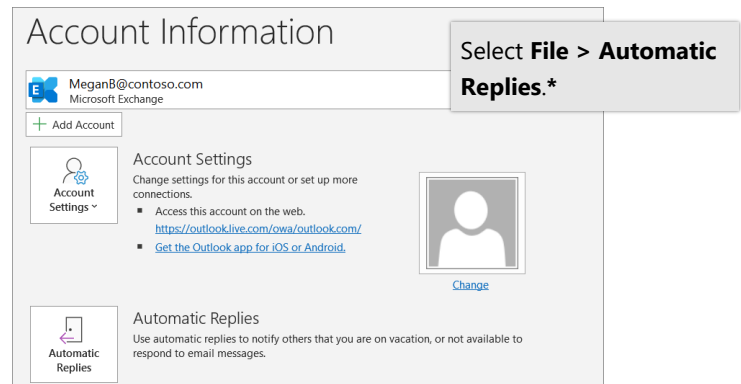 Account Information
Select File > Automatic
Replies.*
E
MeganB@contoso.com
Microsoft Exchange
+ Add Account
Account
Settings
Account Settings
Change settings for this account or set up more
connections.
■ Access this account on the web.
https://outlook.live.com/owa/outlook.com/
■ Get the Outlook app for iOS or Android.
Change
Automatic
Replies
Automatic Replies
Use automatic replies to notify others that you are on vacation, or not available to
respond to email messages.